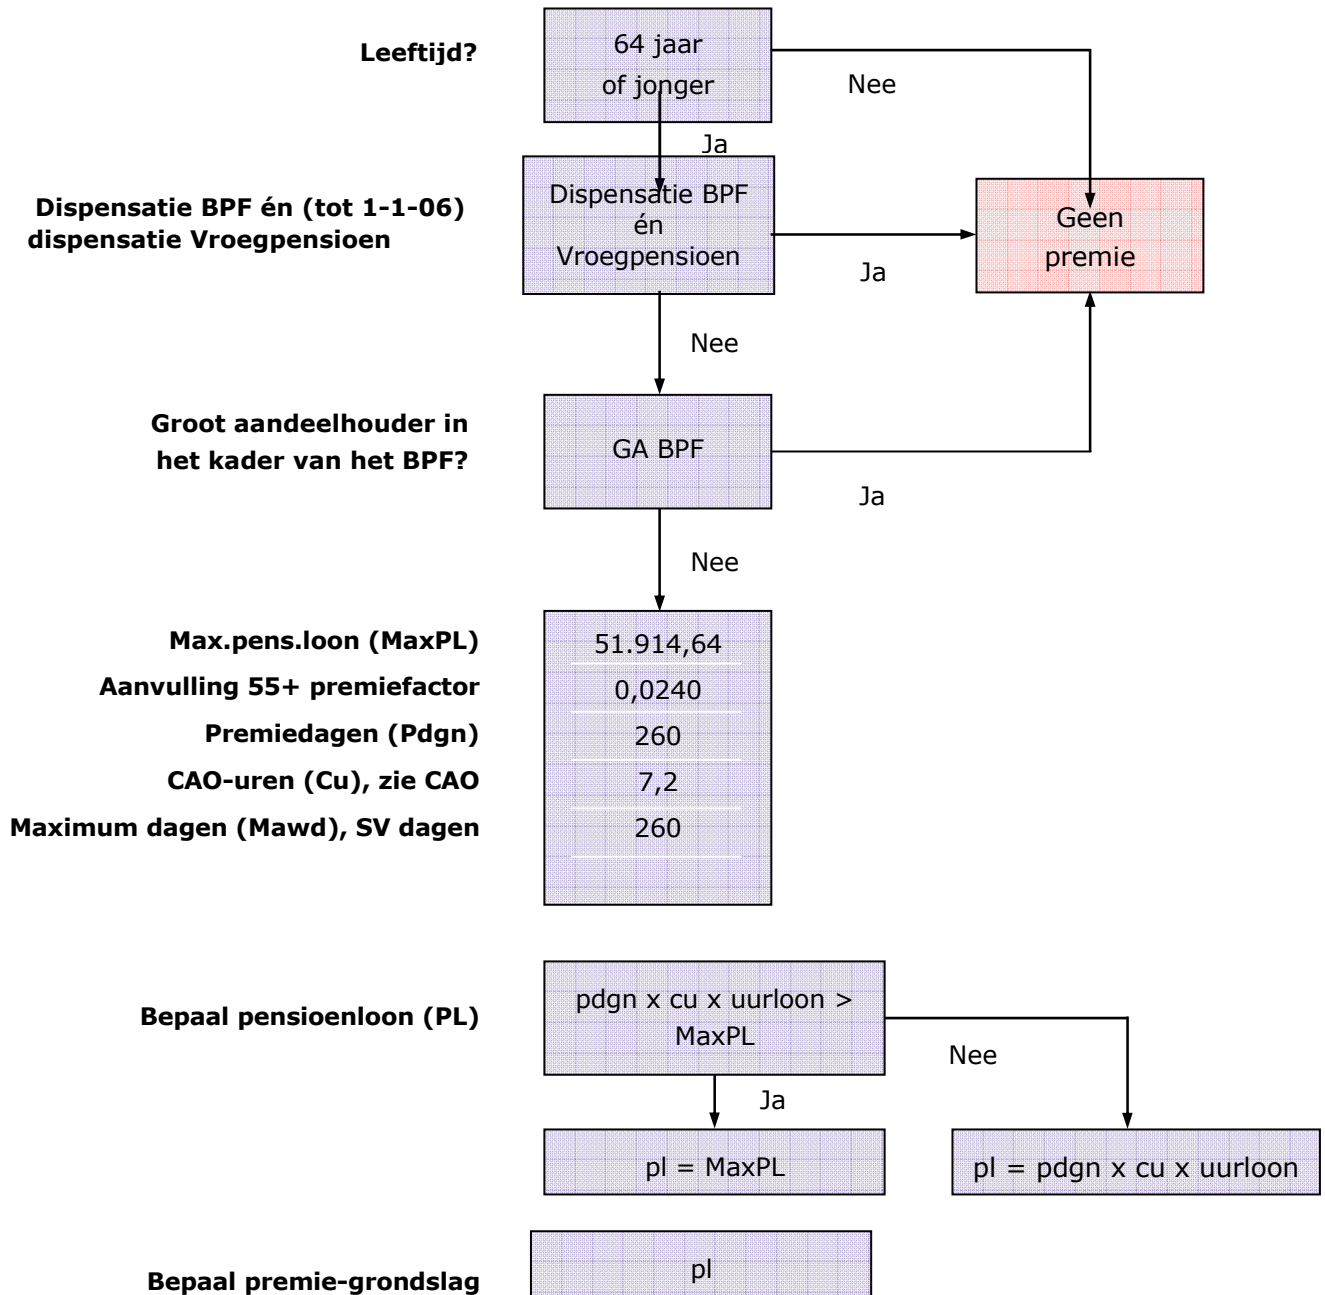 Leeftijd?
64 jaar
of jonger
Nee
Ja
Dispensatie BPF én (tot 1-1-06)
dispensatie Vroegpensioen
Dispensatie BPF
én
Vroegpensioen
Ja
Geen
premie
Nee
Groot aandeelhouder in
het kader van het BPF?
GA BPF
Ja
Nee
Max.pens.loon (MaxPL)
51.914,64
Aanvulling 55+ premiefactor
0,0240
Premiedagen (Pdgn)
260
CAO-uren (Cu), zie CAO
7,2
Maximum dagen (Mawd), SV dagen
260
Bepaal pensioenloon (PL)
pdgn x cu x uurloon >
MaxPL
Nee
Ja
pl = MaxPL
pl = pdgn x cu x uurloon
Bepaal premie-grondslag
pl